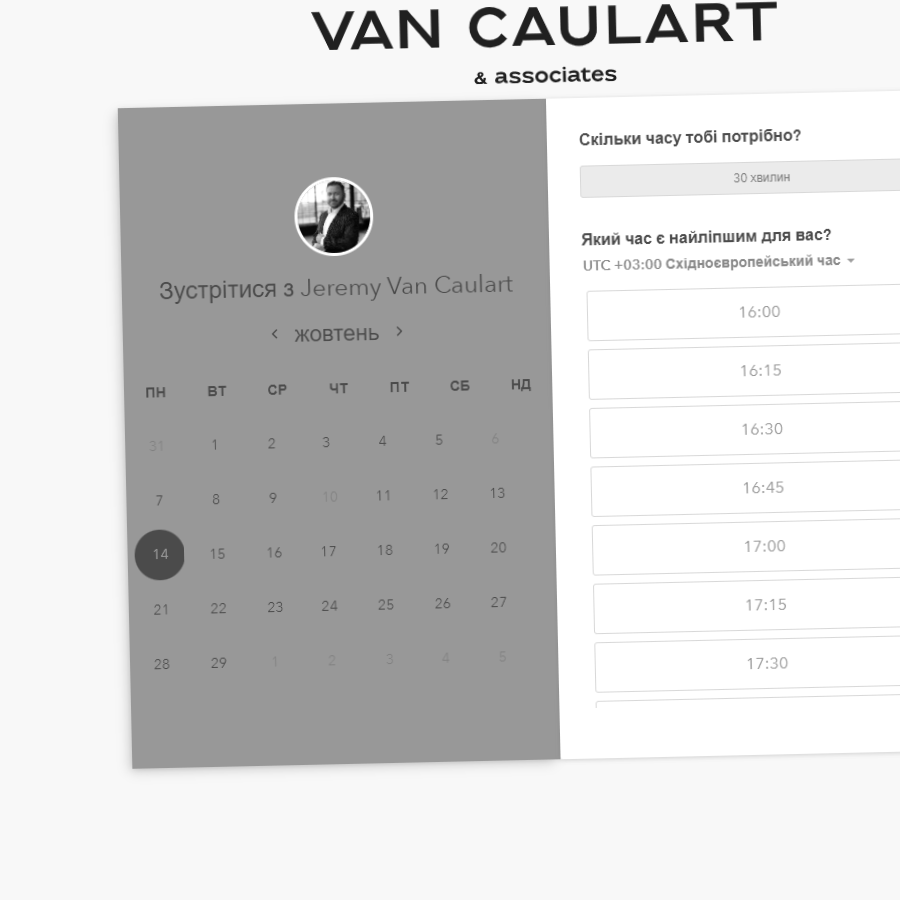 VAN CAULART
& associates
Зустрітися з Jeremy Van Caulart
жовтень
ПН ВТ СР ЧТ ПТ СБ НД
31 1 2 3 4 5 6
7 8 9 10 11 12 13
14 15 16 17 18 19 20
21 22 23 24 25 26 27
28 29 1 2 3 4 5
Скільки часу тобі потрібно?
30 хвилин
Який час є найліпшим для вас?
UTC +03:00 Східноєвропейський час
16:00
16:15
16:30
16:45
17:00
17:15
17:30